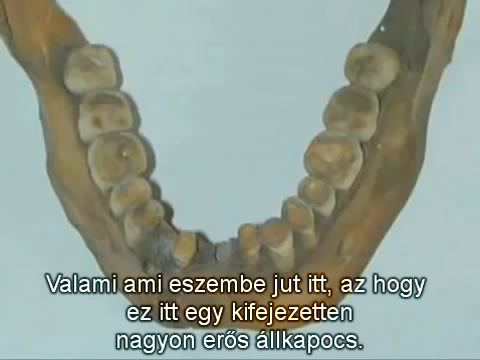 Valami ami eszembe jut itt, az hogy
ez itt egy kifejezetten
nagyon erős állkapocs.